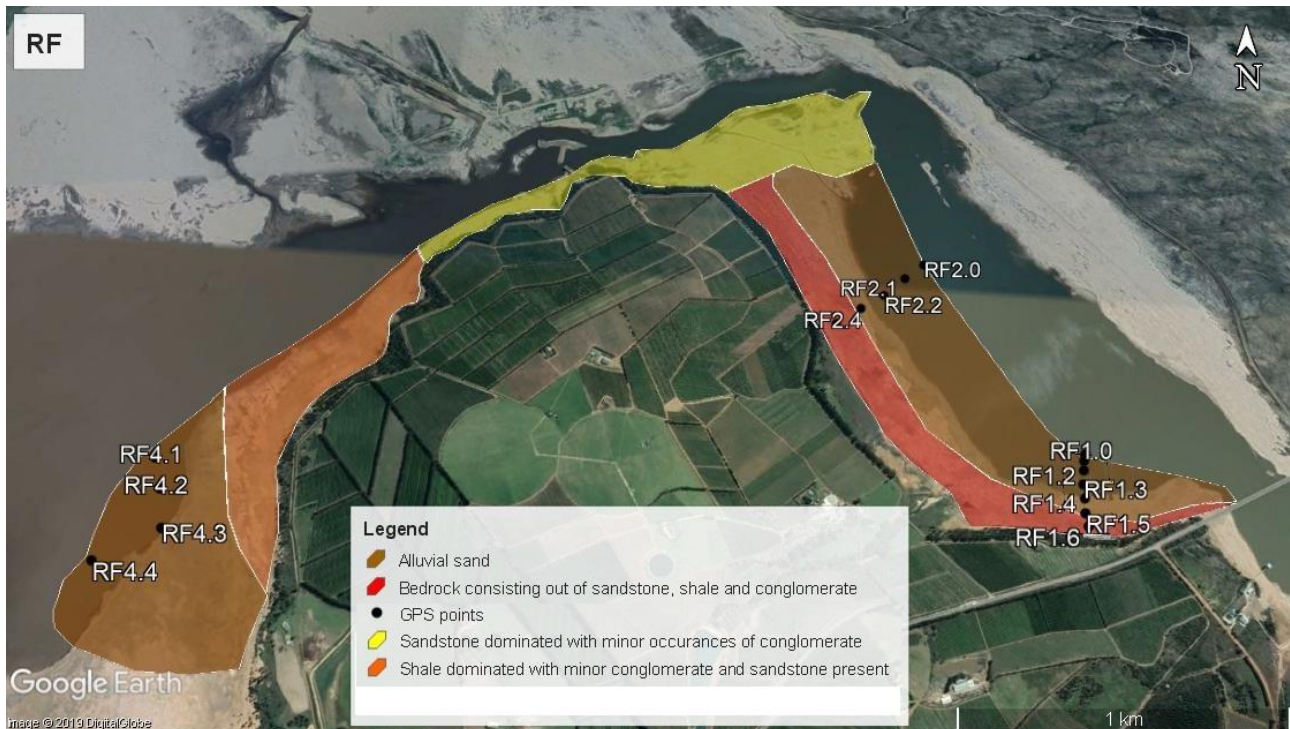 RF
N
RF2.0
RF2.1
RF2.2
RF2.4
RF1.0
RF4.1
RF1.2
RF4.2
RF1.3
RF1.4
RF4.3
RF1.5
RF1.6
RF4.4
Legend
Alluvial sand
Bedrock consisting out of sandstone, shale and conglomerate
GPS points
Sandstone dominated with minor occurances of conglomerate
Shale dominated with minor conglomerate and sandstone present
Google Earth
Image © 2019 DigitalGlobe
1 km